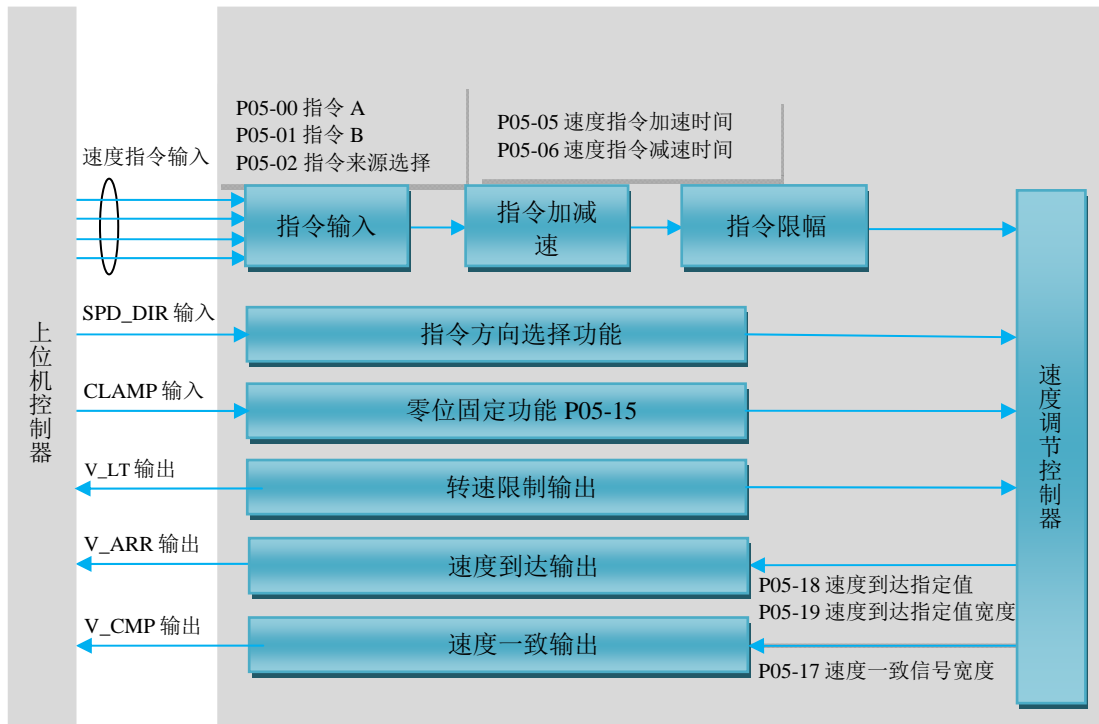 P05-00 指令 A
P05-01 指令 B
P05-02 指令来源选择
P05-05 速度指令加速时间
P05-06 速度指令减速时间
速度指令输入
指令输入
指令加减
速
指令限幅
SPD_DIR 输入
指令方向选择功能
CLAMP 输入
零位固定功能 P05-15
上位机控制器
速度调节控制器
V_LT 输出
转速限制输出
V_ARR 输出
速度到达输出
P05-18 速度到达指定值
P05-19 速度到达指定值宽度
V_CMP 输出
速度一致输出
P05-17 速度一致信号宽度